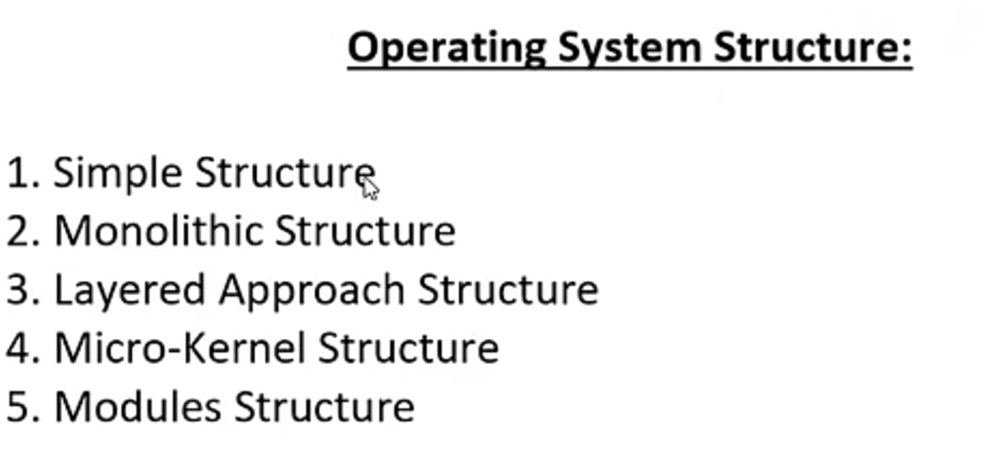 Operating System Structure:
1. Simple Structure
2. Monolithic Structure
3. Layered Approach Structure
4. Micro-Kernel Structure
5. Modules Structure